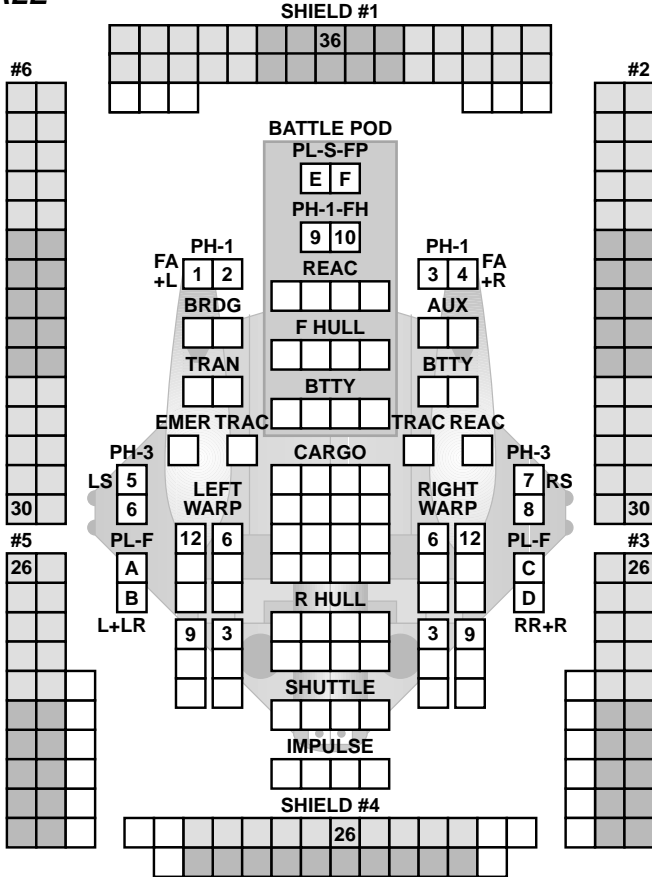 SHIELD #1
36
#6
#2
BATTLE POD
PL-S-FP
E F
PH-1-FH
9 10
PH-1
PH-1
FA +L 1 2
3 4 FA +R
REAC
BRDG
AUX
F HULL
TRAN
BTTY
BTTY
EMER TRAC
TRAC REAC
CARGO
PH-3
PH-3
LS 5
7 RS
6
8
LEFT WARP
RIGHT WARP
30
30
12 6
6 12
#5
#3
PL-F
PL-F
26
26
A
C
B
D
R HULL
L+LR
RR+R
9 3
3 9
SHUTTLE
IMPULSE
SHIELD #4
26